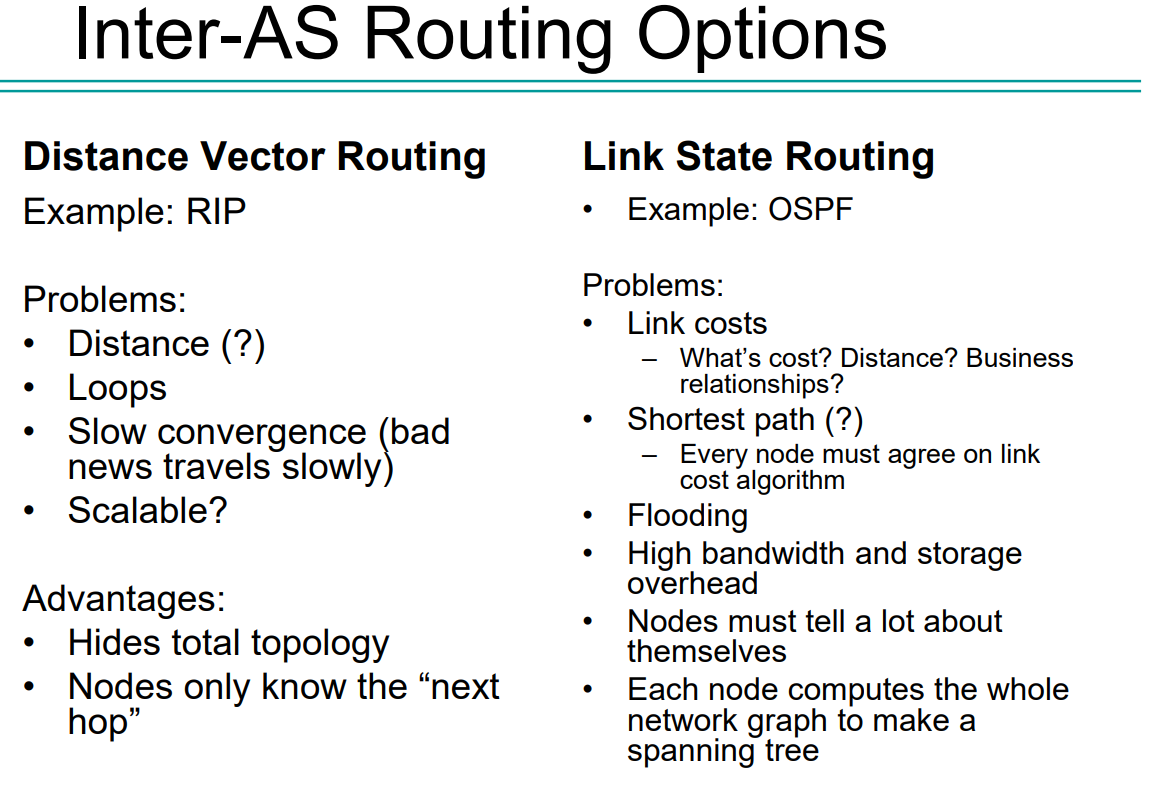 Inter-AS Routing Options
Distance Vector Routing
Example: RIP
Problems:
• Distance (?)
• Loops
• Slow convergence (bad
news travels slowly)
• Scalable?
Advantages:
• Hides total topology
• Nodes only know the “next
hop”
Link State Routing
• Example: OSPF
Problems:
• Link costs
– What’s cost? Distance? Business
relationships?
• Shortest path (?)
– Every node must agree on link
cost algorithm
• Flooding
• High bandwidth and storage
overhead
• Nodes must tell a lot about
themselves
• Each node computes the whole
network graph to make a
spanning tree